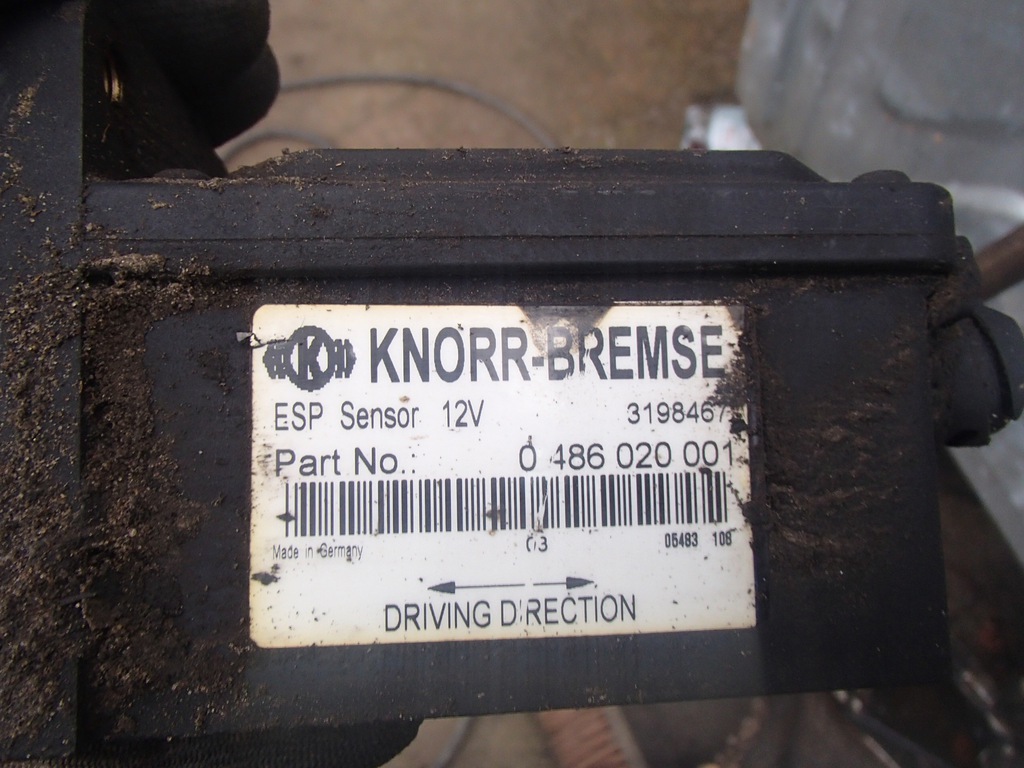 K KNORR-BREMSE
ESP Sensor 12V 3198467
Part No.: 0 486 020 001
Made in Germany 03 05483 108
DRIVING DIRECTION